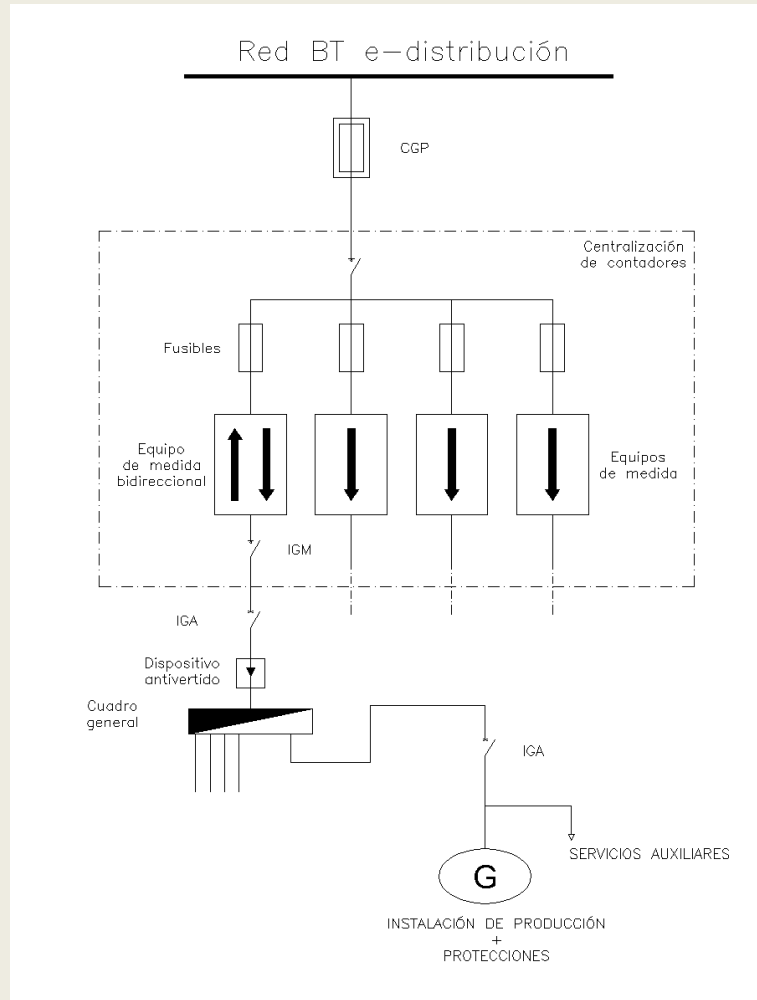 Red BT e-distribución
CGP
Centralización
de contadores
Fusibles
Equipo
de medida
bidireccional
Equipos
de medida
IGM
IGA
Dispositivo
antivertido
Cuadro
general
IGA
SERVICIOS AUXILIARES
G
INSTALACIÓN DE PRODUCCIÓN
+
PROTECCIONES